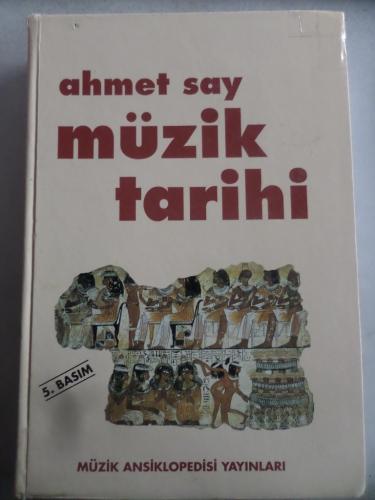 ahmet say
müzik
tarihi
5. BASIM
MÜZİK ANSİKLOPEDİSİ YAYINLARI